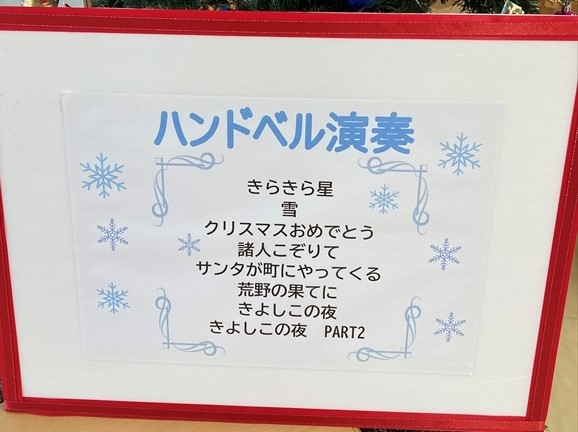 ハンドベル演奏
きらきら星
雪
クリスマスおめでとう
諸人こぞりて
サンタが町にやってくる
荒野の果てに
きよしこの夜
きよしこの夜　PART2